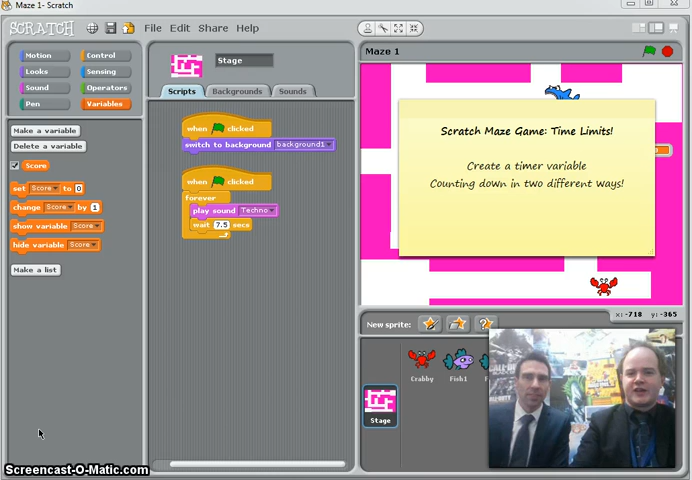 Maze 1- Scratch
SCRATCH File Edit Share Help
Motion Control
Looks Sensing
Sound Operators
Pen Variables
Make a variable
Delete a variable
Score
set Score to 0
change Score by 1
show variable Score
hide variable Score
Make a list
Stage
Scripts Backgrounds Sounds
when clicked
switch to background background1
when clicked
forever
play sound Techno
wait 7.5 secs
Maze 1
Scratch Maze Game: Time Limits!
Create a timer variable
Counting down in two different ways!
x: -718 y: -365
New sprite:
Crabby Fish1
Stage
Screencast-O-Matic.com